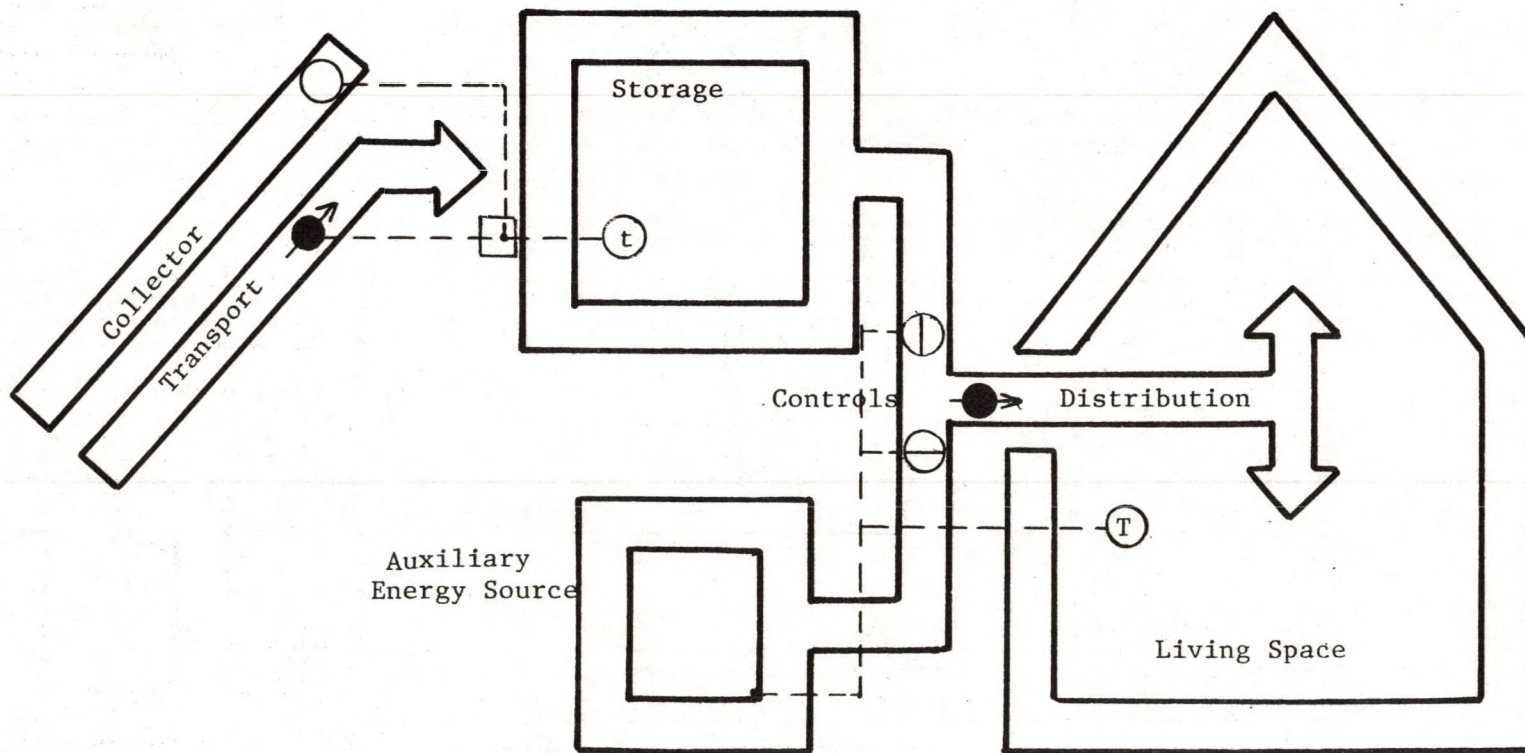 Storage
Collector
Transport
t
Controls
Distribution
T
Auxiliary
Energy Source
Living Space